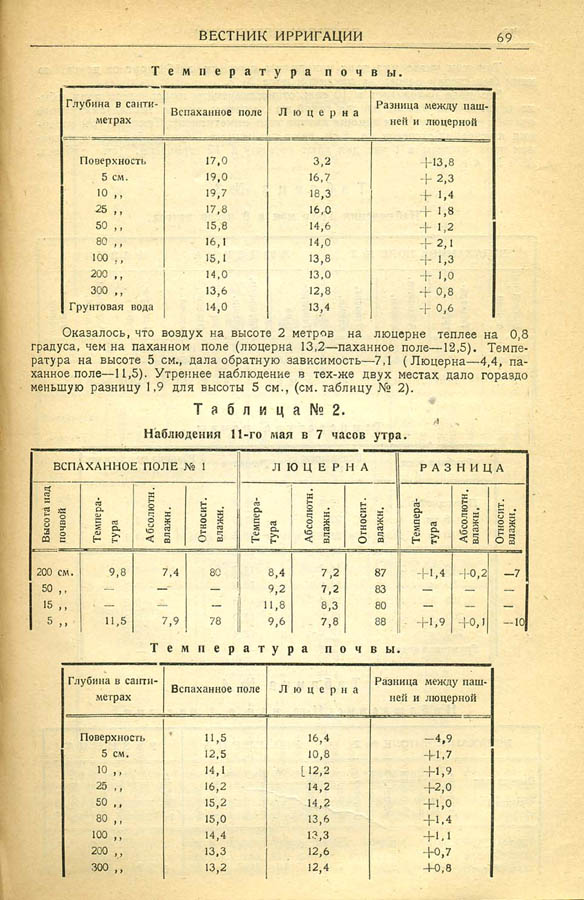 ВЕСТНИК ИРРИГАЦИИ 69
Температура почвы.
Глубина в санти- Разница между паш-
метрах Вспаханное поле Люцерна ней и люцерной
Поверхность 17,0 3,2 +13,8
5 см. 19,0 16,7 + 2,3
10 ,, 19,7 18,3 + 1,4
25 ,, 17,8 16,0 + 1,8
50 ,, 15,8 14,6 + 1,2
80 ,, 16,1 14,0 + 2,1
100 ,, 15,1 13,8 + 1,3
200 ,, 14,0 13,0 + 1,0
300 ,, 13,6 12,8 + 0,8
Грунтовая вода 14,0 13,4 + 0,6
Оказалось, что воздух на высоте 2 метров на люцерне теплее на 0,8
градуса, чем на паханном поле (люцерна 13,2—паханное поле—12,5). Темпе-
ратура на высоте 5 см., дала обратную зависимость—7,1 (Люцерна—4,4, па-
ханное поле—11,5). Утреннее наблюдение в тех-же двух местах дало гораздо
меньшую разницу 1,9 для высоты 5 см., (см. таблицу № 2).
Таблица № 2.
Наблюдения 11-го мая в 7 часов утра.
ВСПАХАННОЕ ПОЛЕ № 1 ЛЮЦЕРНА РАЗНИЦА
Высота над почвой Темпера-тура Абсолютн. влажн. Относит. влажн. Темпера-тура Абсолютн. влажн. Относит. влажн. Темпера-тура Абсолютн. влажн. Относит. влажн.
200 см. 9,8 7,4 80 8,4 7,2 87 +1,4 +0,2 —7
50 ,, — — — 9,2 7,2 83 — — —
15 ,, — — — 11,8 8,3 80 — — —
5 ,, 11,5 7,9 78 9,6 7,8 88 +1,9 +0,1 —10
Температура почвы.
Глубина в санти- Разница между паш-
метрах Вспаханное поле Люцерна ней и люцерной
Поверхность 11,5 16,4 —4,9
5 см. 12,5 10,8 +1,7
10 ,, 14,1 12,2 +1,9
25 ,, 16,2 14,2 +2,0
50 ,, 15,2 14,2 +1,0
80 ,, 15,0 13,6 +1,4
100 ,, 14,4 13,3 +1,1
200 ,, 13,3 12,6 +0,7
300 ,, 13,2 12,4 +0,8